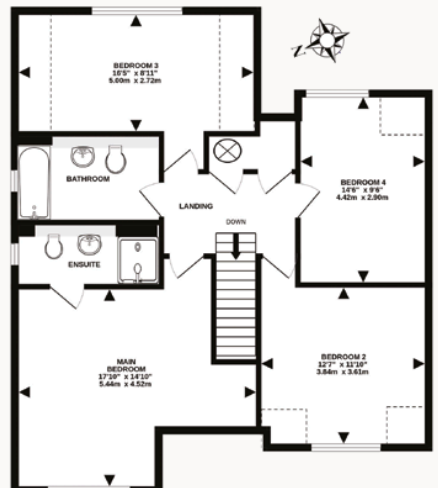 BEDROOM 3
16'5" x 8'11"
5.00m x 2.72m
N
BATHROOM
BEDROOM 4
14'6" x 9'6"
4.42m x 2.90m
LANDING
DOWN
ENSUITE
MAIN
BEDROOM
17'10" x 14'10"
5.44m x 4.52m
BEDROOM 2
12'7" x 11'10"
3.84m x 3.61m